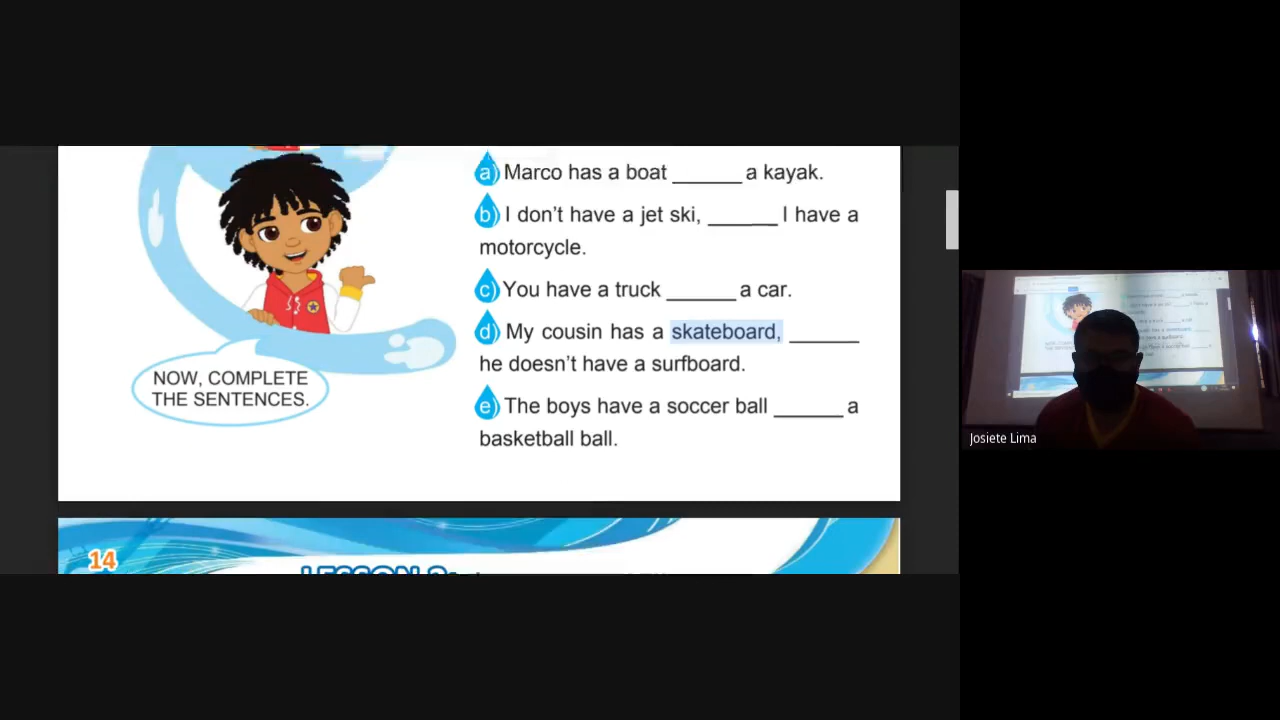 a) Marco has a boat ______ a kayak.
b) I don't have a jet ski, ______ I have a
motorcycle.
c) You have a truck ______ a car.
d) My cousin has a skateboard, ______
he doesn't have a surfboard.
e) The boys have a soccer ball ______ a
basketball ball.
NOW, COMPLETE
THE SENTENCES.
14
Josiete Lima